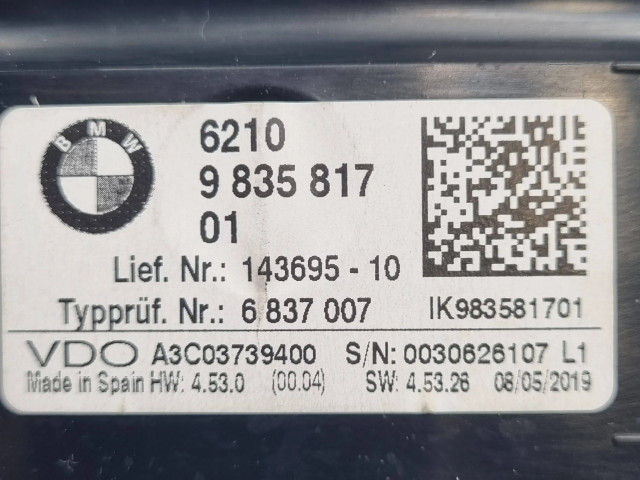 BMW
6210
9 835 817
01
Lief. Nr.: 143695 - 10
Typprüf. Nr.: 6 837 007 IK983581701
VDO A3C03739400 S/N: 0030626107 L1
Made in Spain HW: 4.53.0 (00.04) SW: 4.53.26 08/05/2019